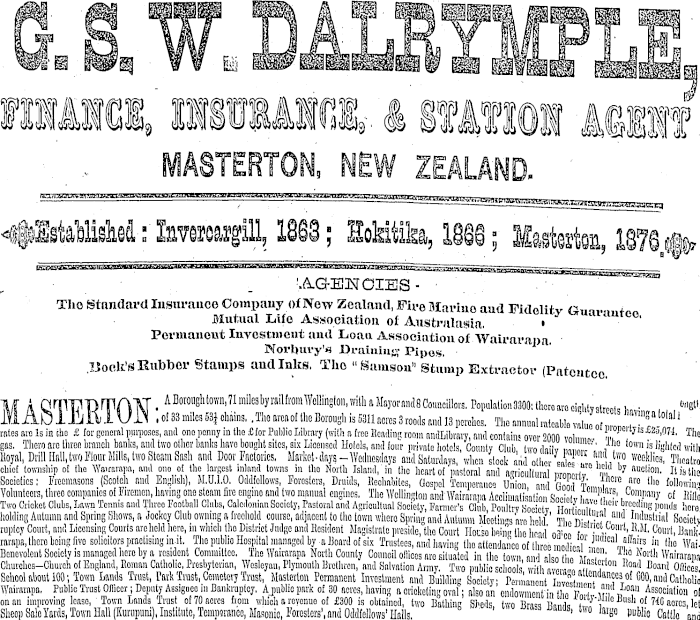 G. S. W. DALRYMPLE,
FINANCE, INSURANCE, & STATION AGENT
MASTERTON, NEW ZEALAND.
Established: Invercargill, 1863; Hokitika, 1866; Masterton, 1876.
AGENCIES
The Standard Insurance Company of New Zealand, Fire Marine and Fidelity Guarantee.
Mutual Life Association of Australasia.
Permanent Investment and Loan Association of Wairarapa.
Norbury's Draining Pipes.
Bock's Rubber Stamps and Inks. The "Samson" Stump Extractor (Patentee.
MASTERTON: A Borough town, 71 miles by rail from Wellington, with a Mayor and 8 Councillors. Population 3300: there are eighty streets having a total length
of 33 miles 53½ chains. The area of the Borough is 5311 acres 3 roods and 13 perches. The annual rateable value of property is £25,074. The
rates are 1s in the £ for general purposes, and one penny in the £ for Public Library (with a free Reading room and Library, and contains over 2000 volumes. The town is lighted with
gas. There are three branch banks, and two other banks have bought sites, six Licensed Hotels, and four private hotels, County Club, two daily papers and two weeklies, Theatre
Royal, Drill Hall, two Flour Mills, two Steam Sash and Door Factories. Market-days—Wednesdays and Saturdays, when stock and other sales are held by auction. It is the
chief township of the Wairarapa, and one of the largest inland towns in the North Island, in the heart of pastoral and agricultural property. There are the following
Societies: Freemasons (Scotch and English), M.U.I.O. Oddfellows, Foresters, Druids, Rechabites, Gospel Temperance Union, and Good Templars, Company of Rifle
Volunteers, three companies of Firemen, having one steam fire engine and two manual engines. The Wellington and Wairarapa Acclimatisation Society have their breeding ponds here.
Two Cricket Clubs, Lawn Tennis and Three Football Clubs, Caledonian Society, Pastoral and Agricultural Society, Farmer's Club, Poultry Society, Horticultural and Industrial Society
holding Autumn and Spring Shows, a Jockey Club owning a freehold course, adjacent to the town where Spring and Autumn Meetings are held. The District Court, R.M. Court, Bank-
ruptcy Court, and Licensing Courts are held here, in which the District Judge and Resident Magistrate preside, the Court House being the head office for judical affairs in the Wai-
rarapa, there being five solicitors practising in it. The public Hospital managed by a Board of six Trustees, and having the attendance of three medical men. The North Wairarapa
Benevolent Society is managed here by a resident Committee. The Wairarapa North County Council offices are situated in the town, and also the Masterton Road Board Offices.
Churches—Church of England, Roman Catholic, Presbyterian, Wesleyan, Plymouth Brethren, and Salvation Army. Two public schools, with average attendances of 600, and Catholic
School about 160; Town Lands Trust, Park Trust, Cemetery Trust, Masterton Permanent Investment and Building Society; Permanent Investment and Loan Association of
Wairarapa. Public Trust Officer; Deputy Assignee in Bankruptcy. A public park of 30 acres, having a cricketing oval; also an endowment in the Forty-Mile Bush of 746 acres, let
on an improving lease, Town Lands Trust of 70 acres from which a revenue of £300 is obtained, two Bathing Sheds, two Brass Bands, two large public Cattle and
Sheep Sale Yards, Town Hall (Kuripuni), Institute, Temperance, Masonic, Foresters', and Oddfellows' Halls.